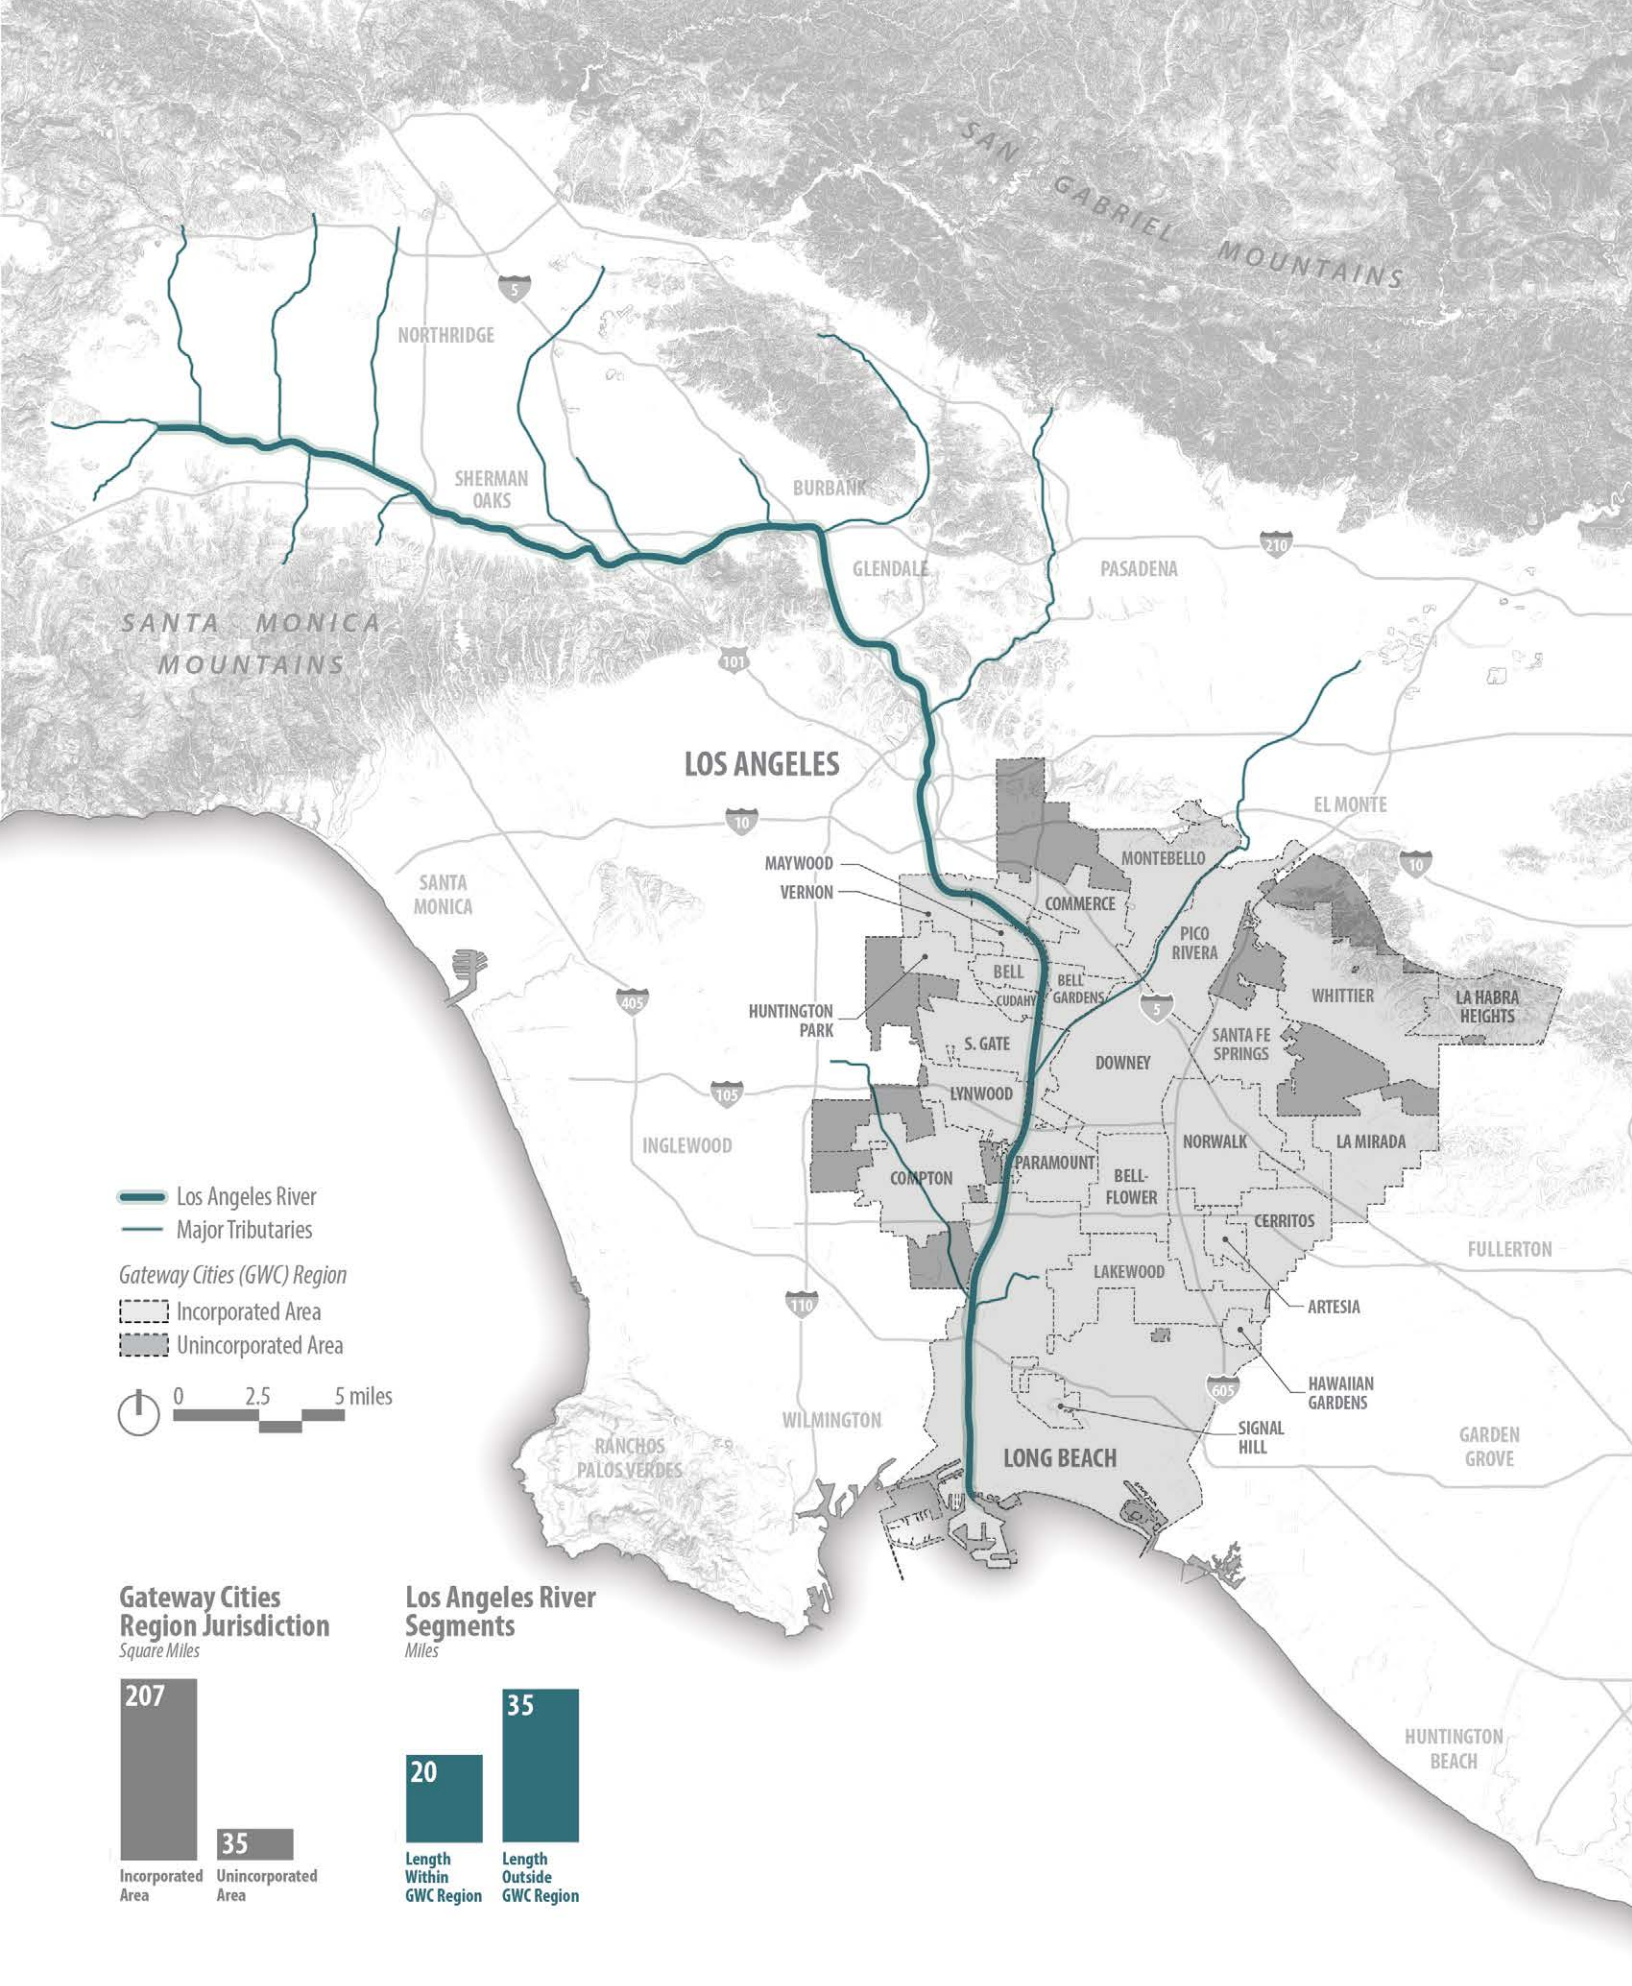 SAN
GABRIEL
MOUNTAINS
5
NORTHRIDGE
SHERMAN
OAKS
BURBANK
GLENDALE
PASADENA
210
SANTA MONICA
MOUNTAINS
101
LOS ANGELES
10
EL MONTE
10
MAYWOOD
VERNON
MONTEBELLO
COMMERCE
SANTA
MONICA
PICO
RIVERA
BELL
BELL
GARDENS
CUDAHY
WHITTIER
LA HABRA
HEIGHTS
405
HUNTINGTON
PARK
5
S. GATE
SANTA FE
SPRINGS
DOWNEY
105
LYNWOOD
INGLEWOOD
NORWALK
LA MIRADA
COMPTON
PARAMOUNT
BELL-
FLOWER
CERRITOS
FULLERTON
LAKEWOOD
110
ARTESIA
605
HAWAIIAN
GARDENS
WILMINGTON
SIGNAL
HILL
GARDEN
GROVE
RANCHOS
PALOS VERDES
LONG BEACH
HUNTINGTON
BEACH
Los Angeles River
Major Tributaries
Gateway Cities (GWC) Region
Incorporated Area
Unincorporated Area
0 2.5 5 miles
Gateway Cities
Region Jurisdiction
Square Miles
207
35
Incorporated
Area
Unincorporated
Area
Los Angeles River
Segments
Miles
20
35
Length
Within
GWC Region
Length
Outside
GWC Region